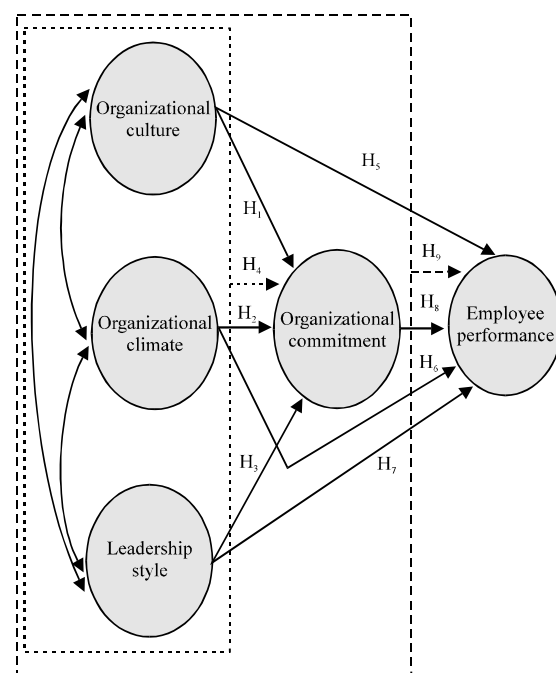 Organizational
culture
H₅
H₁
H₄
H₉
H₂
Organizational
climate
Organizational
commitment
H₈
Employee
performance
H₆
H₃
H₇
Leadership
style